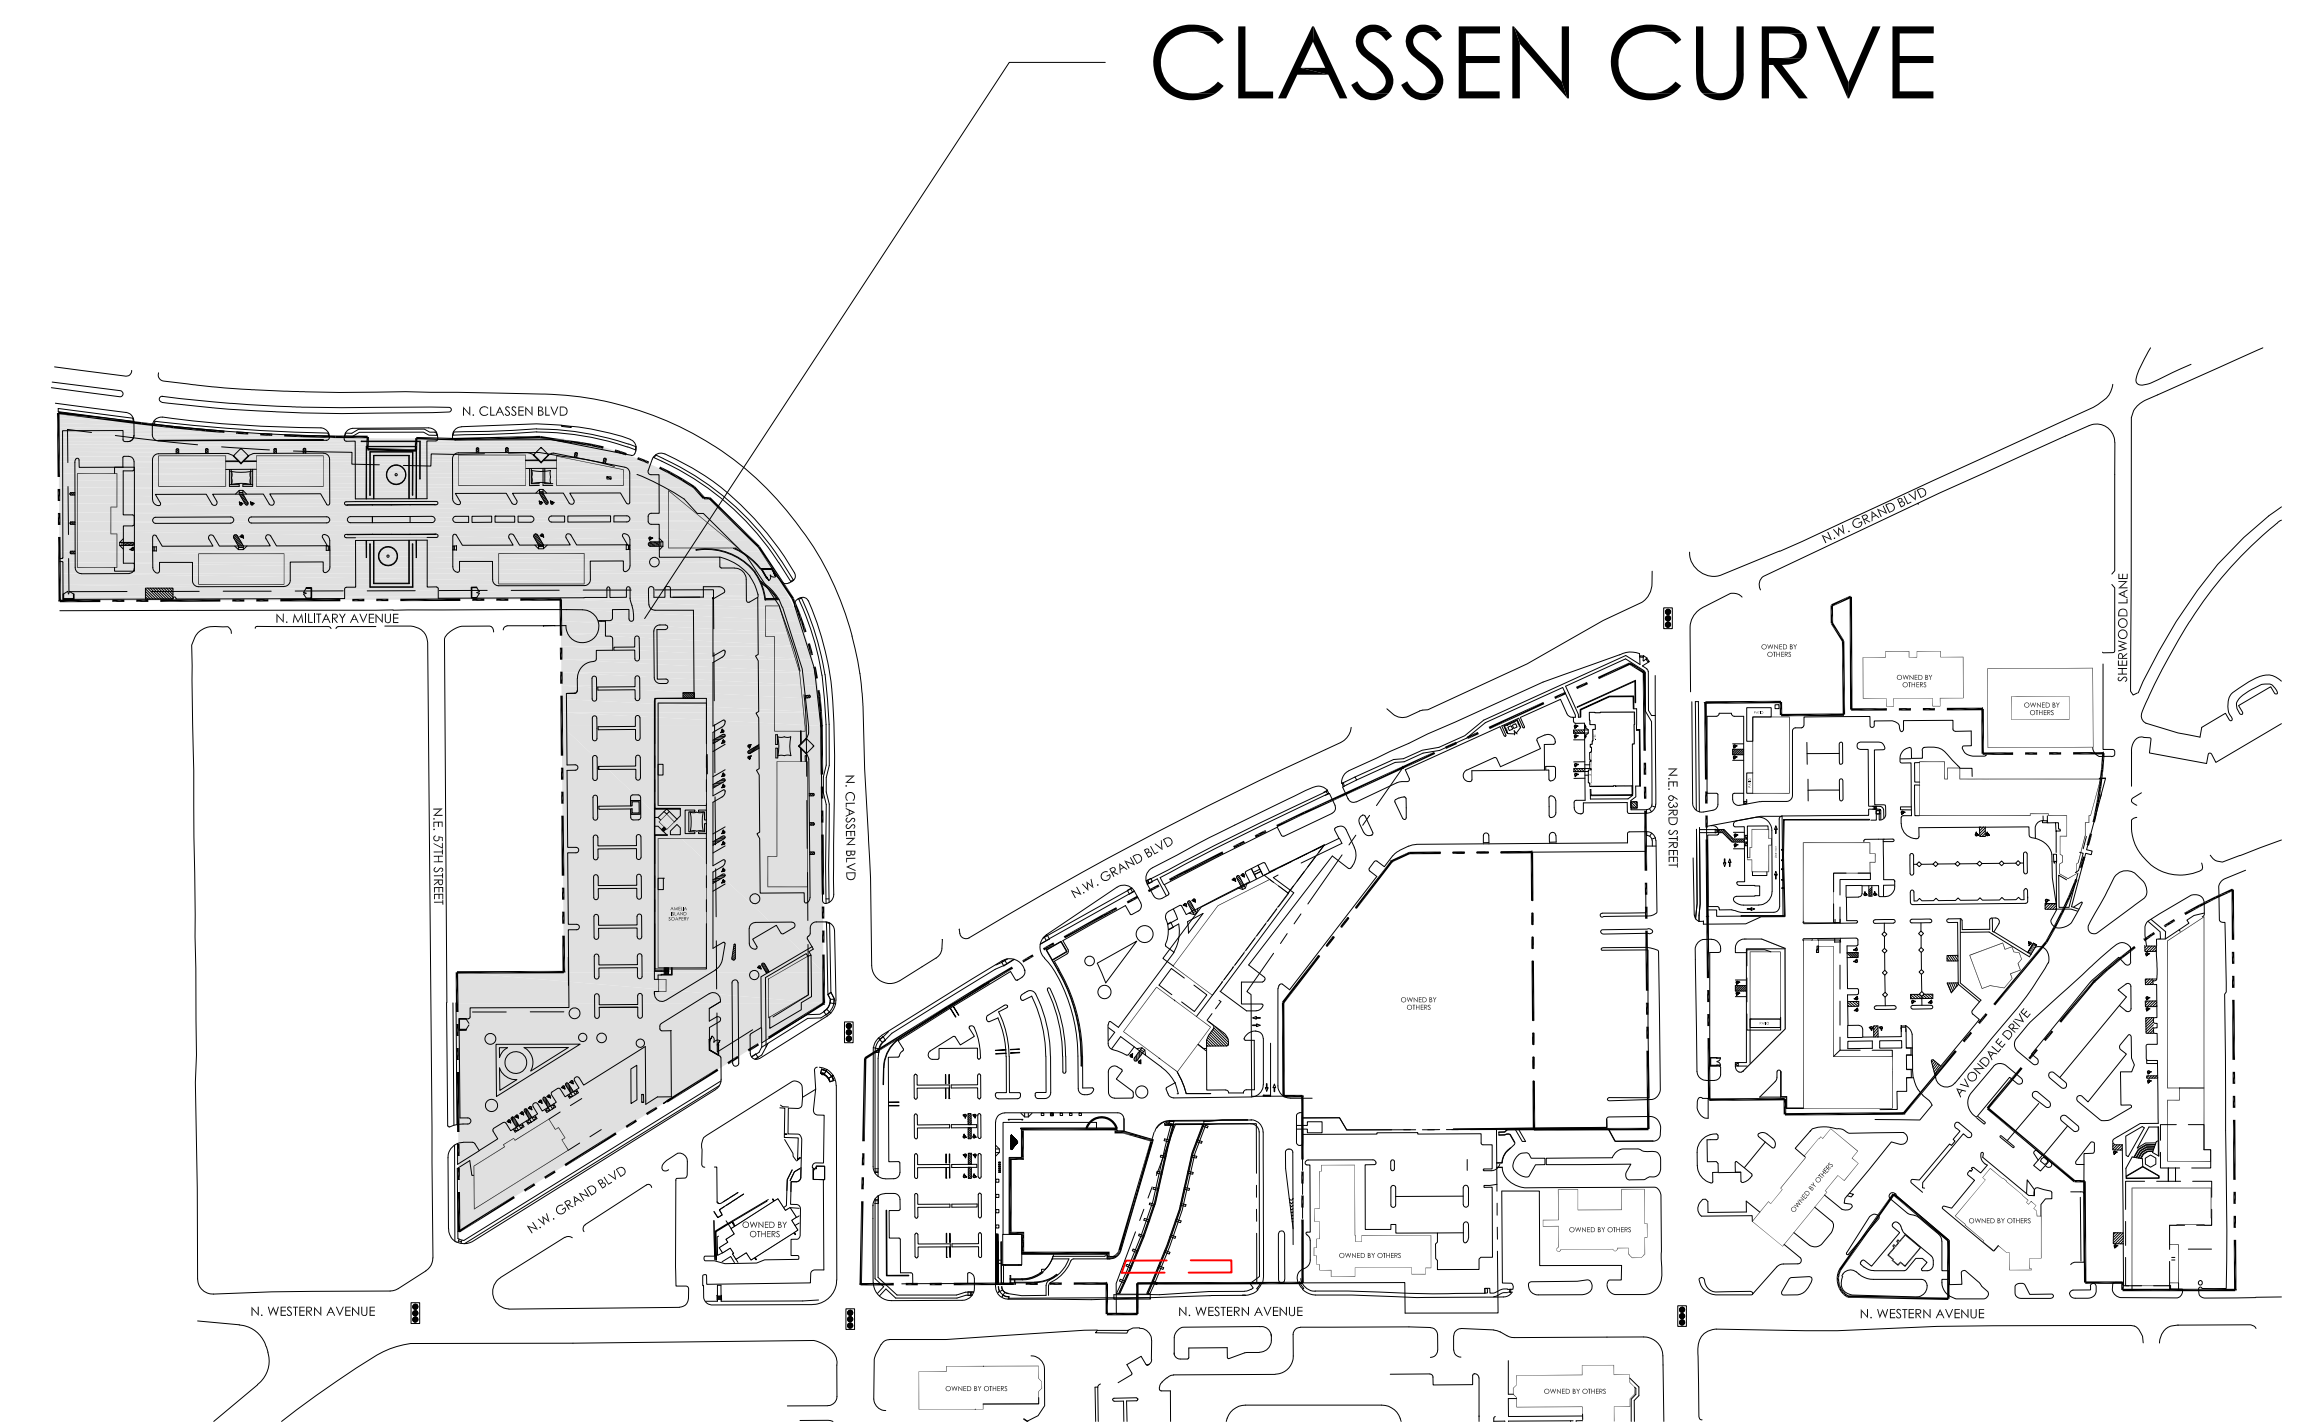 CLASSEN CURVE
N. CLASSEN BLVD
N.W. GRAND BLVD
SHERWOOD LANE
N. MILITARY AVENUE
OWNED BY
OTHERS
OWNED BY
OTHERS
OWNED BY
OTHERS
N.E. 57TH STREET
N. CLASSEN BLVD
N.E. 63RD STREET
N.W. GRAND BLVD
AMELIA
ISLAND
SOAPERY
OWNED BY
OTHERS
AVONDALE DRIVE
N.W. GRAND BLVD
OWNED BY
OTHERS
OWNED BY OTHERS
OWNED BY OTHERS
OWNED BY OTHERS
OWNED BY OTHERS
N. WESTERN AVENUE
N. WESTERN AVENUE
N. WESTERN AVENUE
OWNED BY OTHERS
OWNED BY OTHERS